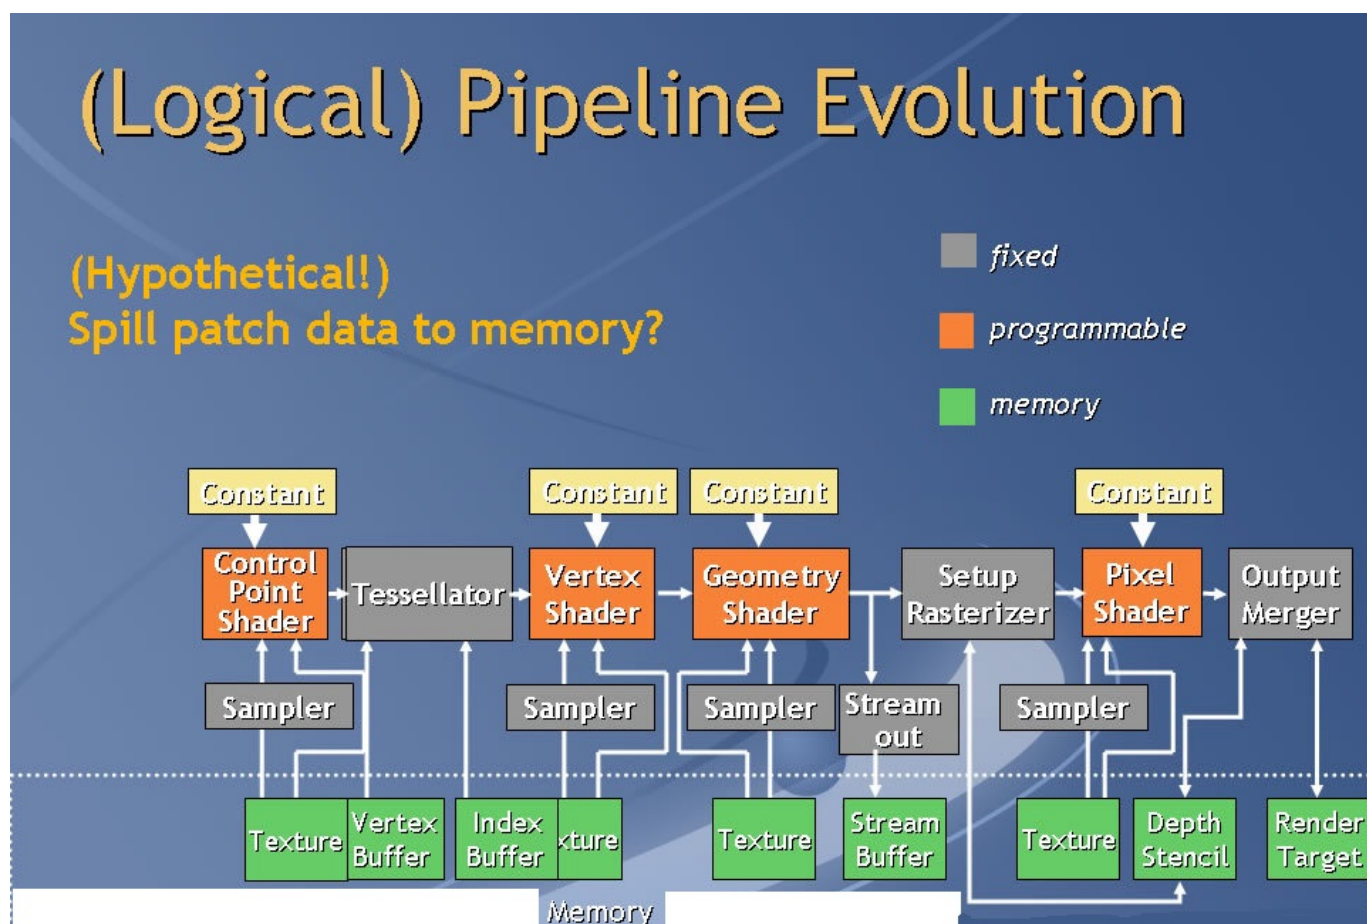 (Logical) Pipeline Evolution
(Hypothetical!)
Spill patch data to memory?
fixed
programmable
memory
Constant
Constant
Constant
Constant
Control
Point
Shader
Tessellator
Vertex
Shader
Geometry
Shader
Setup
Rasterizer
Pixel
Shader
Output
Merger
Sampler
Sampler
Sampler
Stream
out
Sampler
Texture
Vertex
Buffer
Index
Buffer
xture
Texture
Stream
Buffer
Texture
Depth
Stencil
Render
Target
Memory